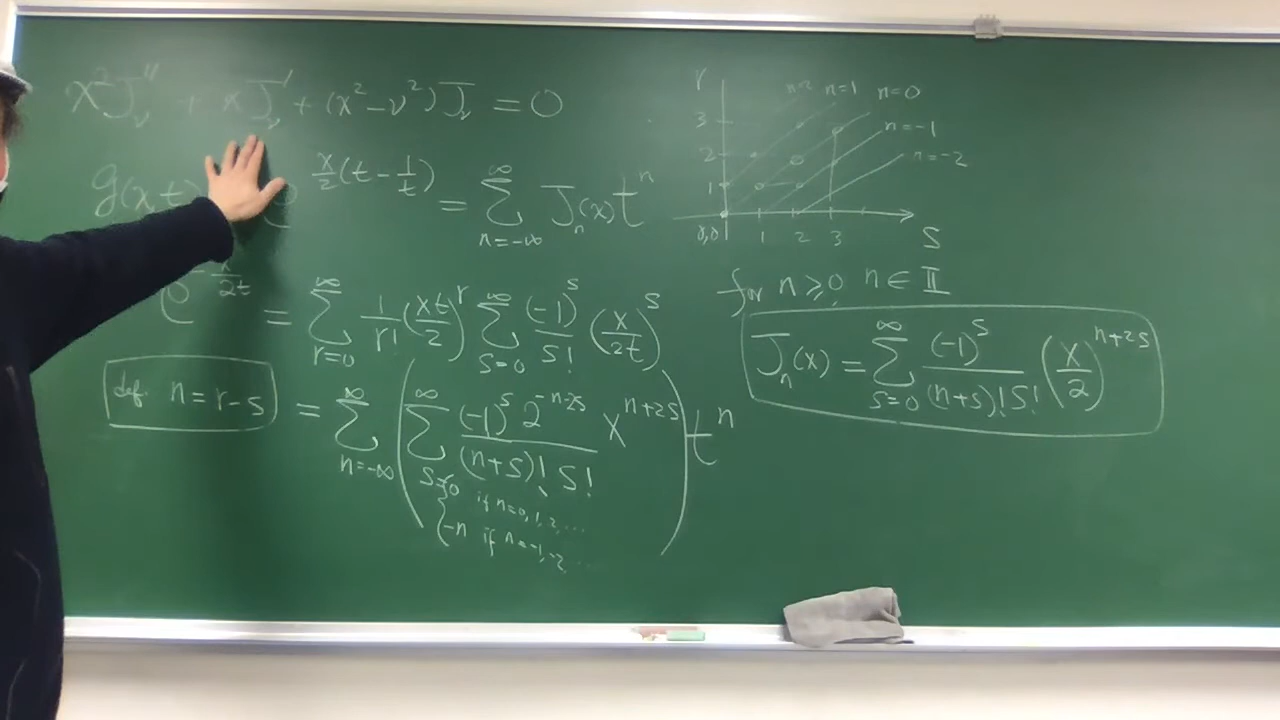 x²J_ν'' + xJ_ν' + (x² − ν²)J_ν = 0
g(x,t) e^{x/2(t − 1/t)} = Σ_{n=−∞}^{∞} J_n(x) t^n
e^{−x/2t} = Σ_{r=0}^{∞} 1/r! (xt/2)^r Σ_{s=0}^{∞} (−1)^s/s! (x/2t)^s
def. n = r − s
= Σ_{n=−∞}^{∞} ( Σ_{s=}^{∞} (−1)^s 2^{−n−2s}/(n+s)! s! x^{n+2s} ) t^n
{ 0 if n=0,1,2,...
−n if n=−1,−2,...
r
n=2 n=1 n=0
3
n=−1
2
n=−2
1
0,0 1 2 3
s
for n ≥ 0 n ∈ II
J_n(x) = Σ_{s=0}^{∞} (−1)^s/(n+s)! s! (x/2)^{n+2s}